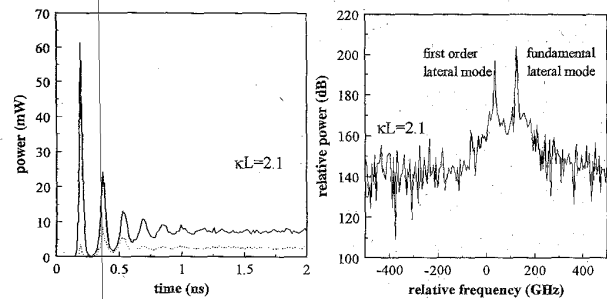 70
60
50
40
30
20
10
0
power (mW)
κL=2.1
0
0.5
1
1.5
2
time (ns)
220
200
180
160
140
120
100
relative power (dB)
first order
lateral mode
fundamental
lateral mode
κL=2.1
-400
-200
0
200
400
relative frequency (GHz)